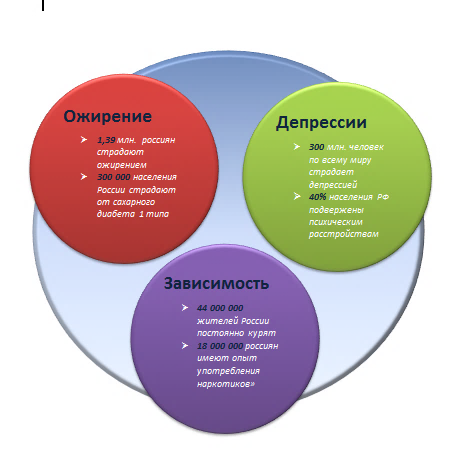 Ожирение
1,39 млн. россиян
страдают
ожирением
300 000 населения
России страдают
от сахарного
диабета 1 типа
Депрессии
300 млн. человек
по всему миру
страдает
депрессией
40% населения РФ
подвержены
психическим
расстройствам
Зависимость
44 000 000
жителей России
постоянно курят
18 000 000 россиян
имеют опыт
употребления
наркотиков»